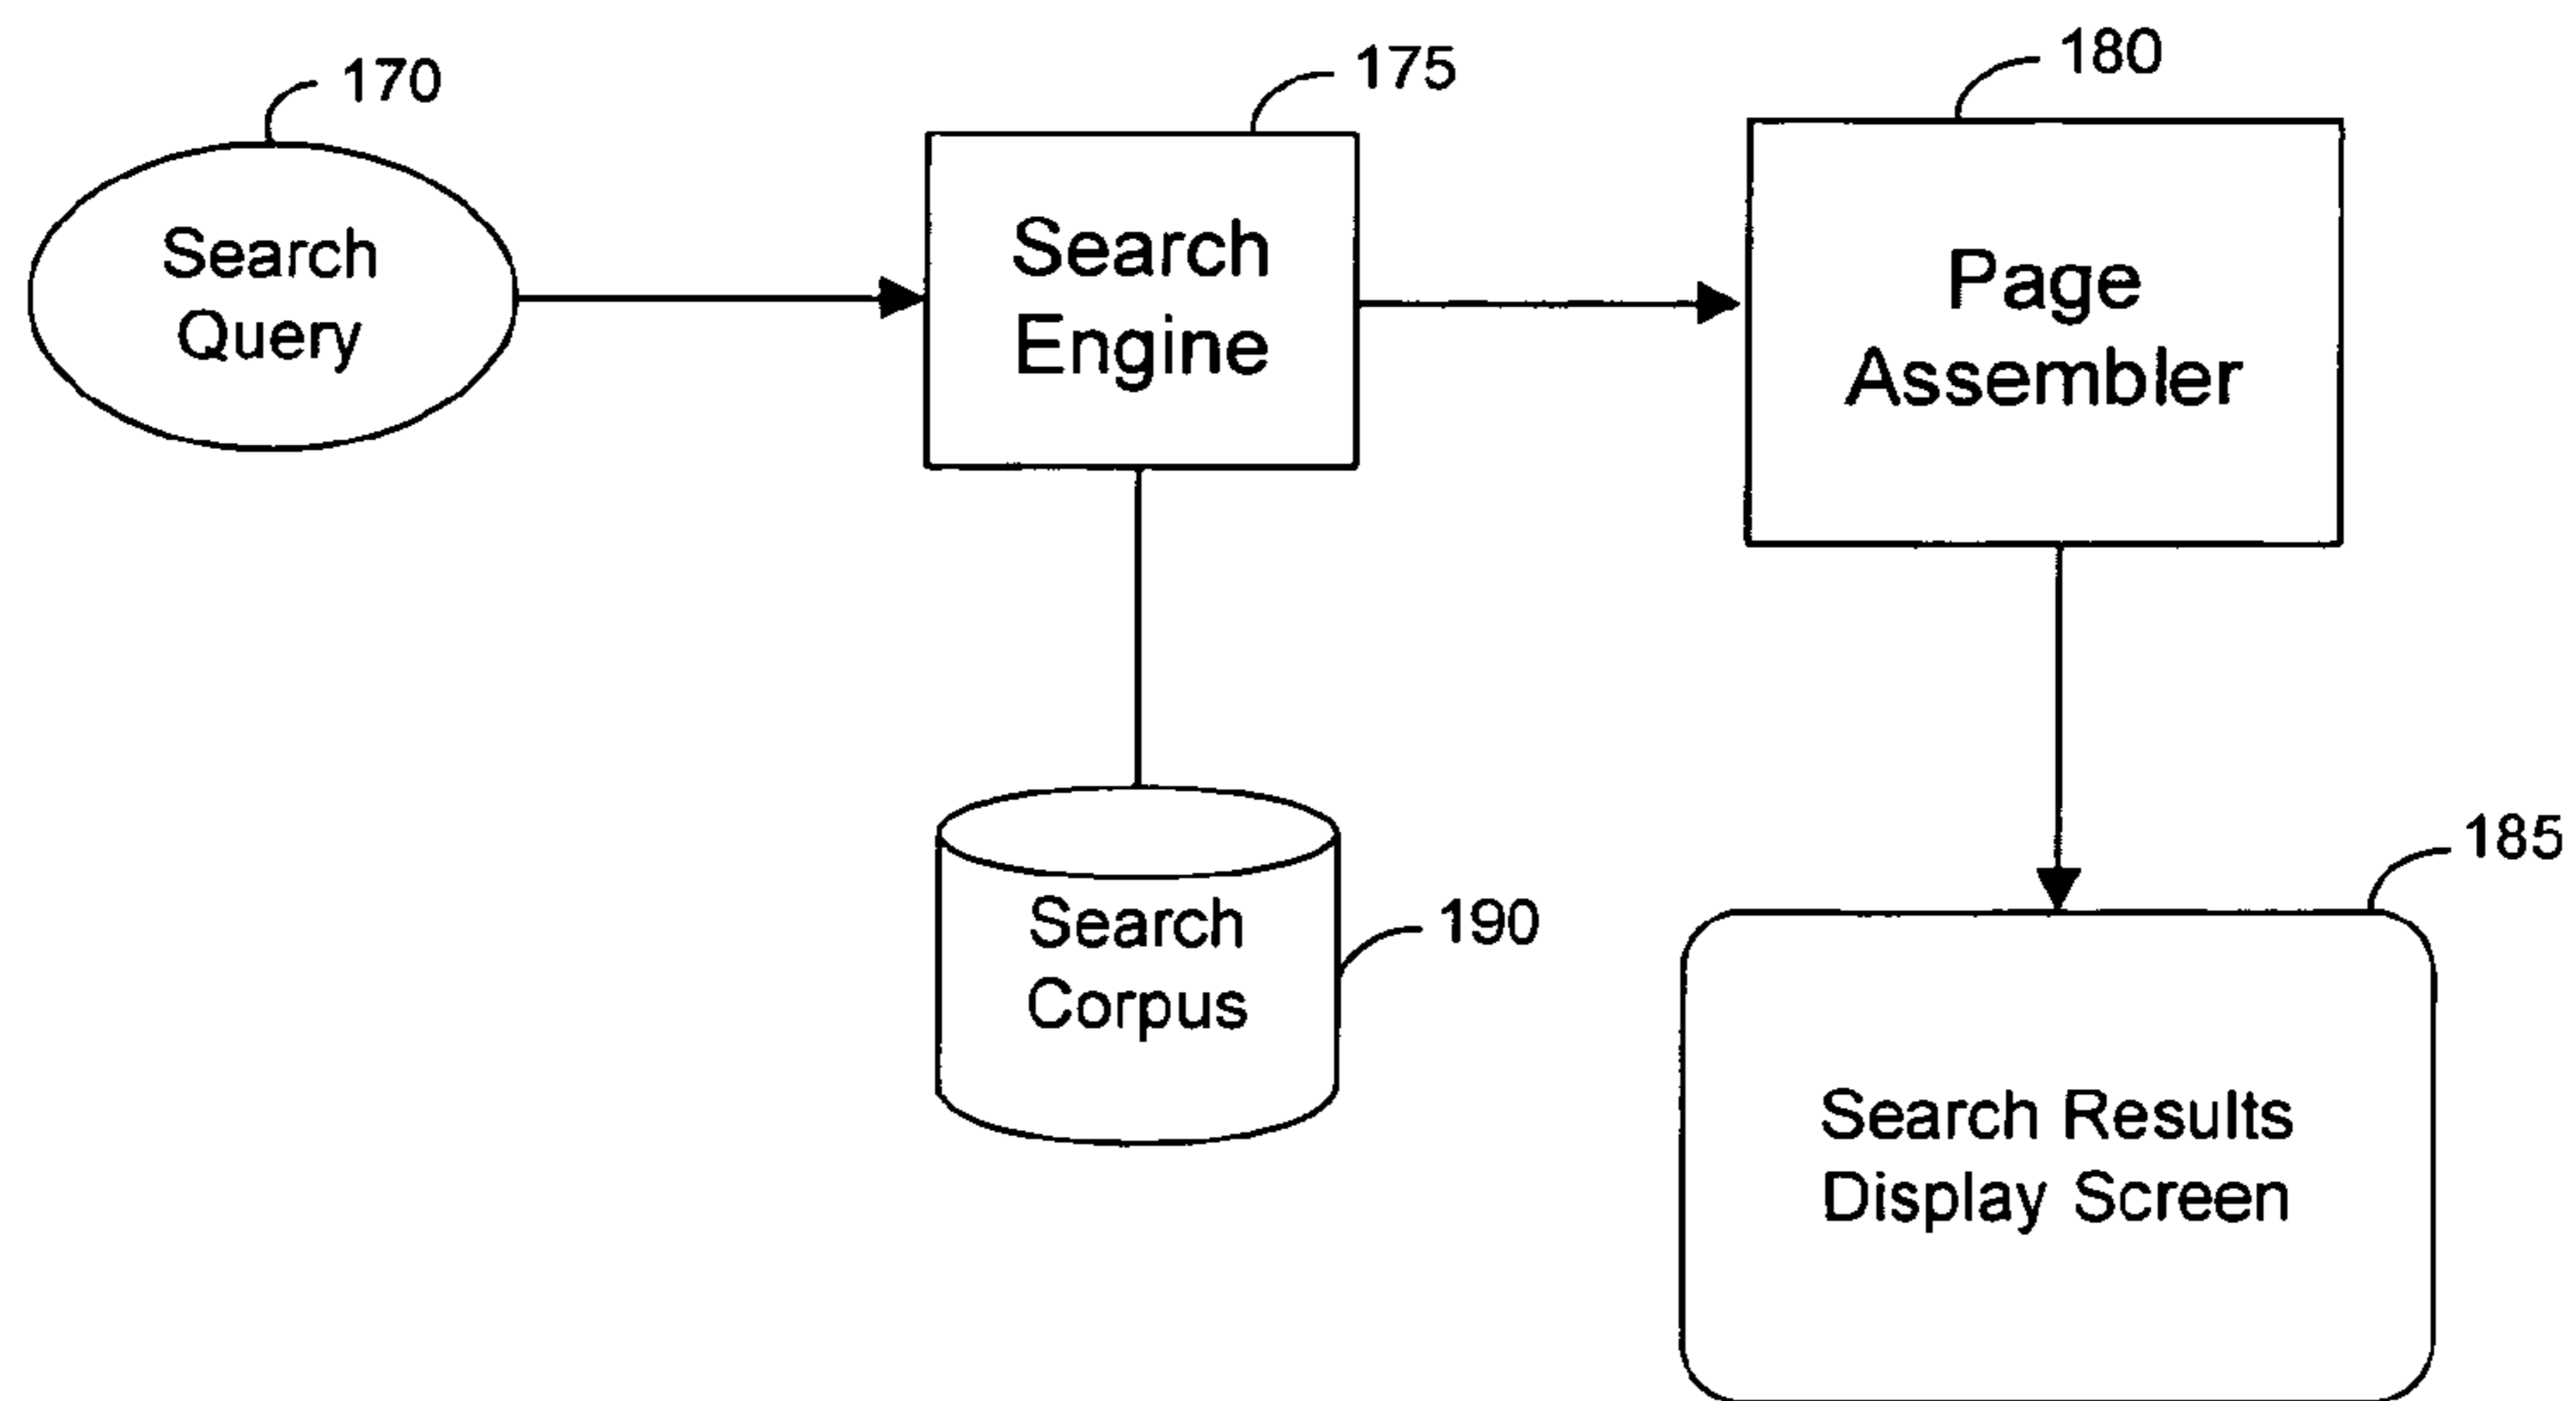 170
175
180
Search
Query
Search
Engine
Page
Assembler
185
Search
Corpus
190
Search Results
Display Screen